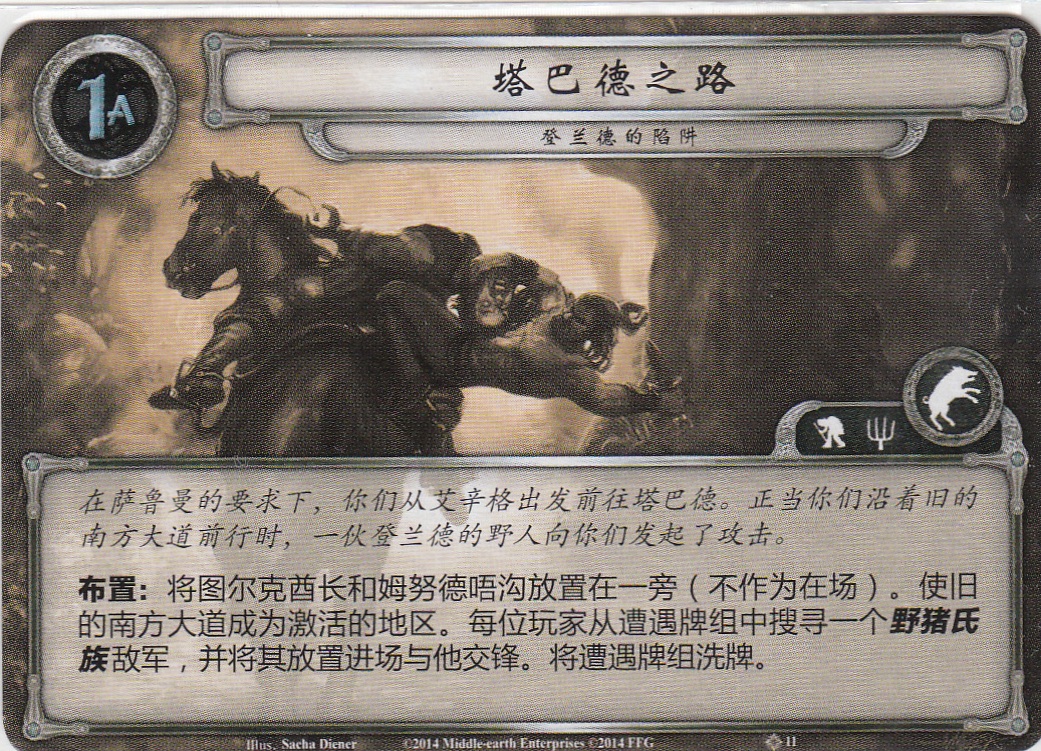 1A
塔巴德之路
登兰德的陷阱
在萨鲁曼的要求下，你们从艾辛格出发前往塔巴德。正当你们沿着旧的
南方大道前行时，一伙登兰德的野人向你们发起了攻击。
布置：将图尔克酋长和姆努德唔沟放置在一旁（不作为在场）。使旧
的南方大道成为激活的地区。每位玩家从遭遇牌组中搜寻一个野猪氏
族敌军，并将其放置进场与他交锋。将遭遇牌组洗牌。
Illus. Sacha Diener ©2014 Middle-earth Enterprises ©2014 FFG 11